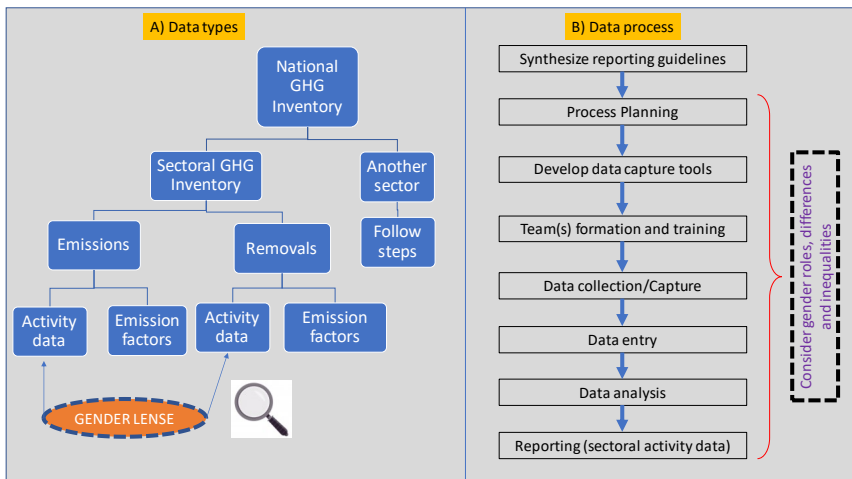 A) Data types
National
GHG
Inventory
Sectoral GHG
Inventory
Another
sector
Emissions
Removals
Follow
steps
Activity
data
Emission
factors
Activity
data
Emission
factors
GENDER LENSE
B) Data process
Synthesize reporting guidelines
Process Planning
Develop data capture tools
Team(s) formation and training
Data collection/Capture
Data entry
Data analysis
Reporting (sectoral activity data)
Consider gender roles, differences
and inequalities